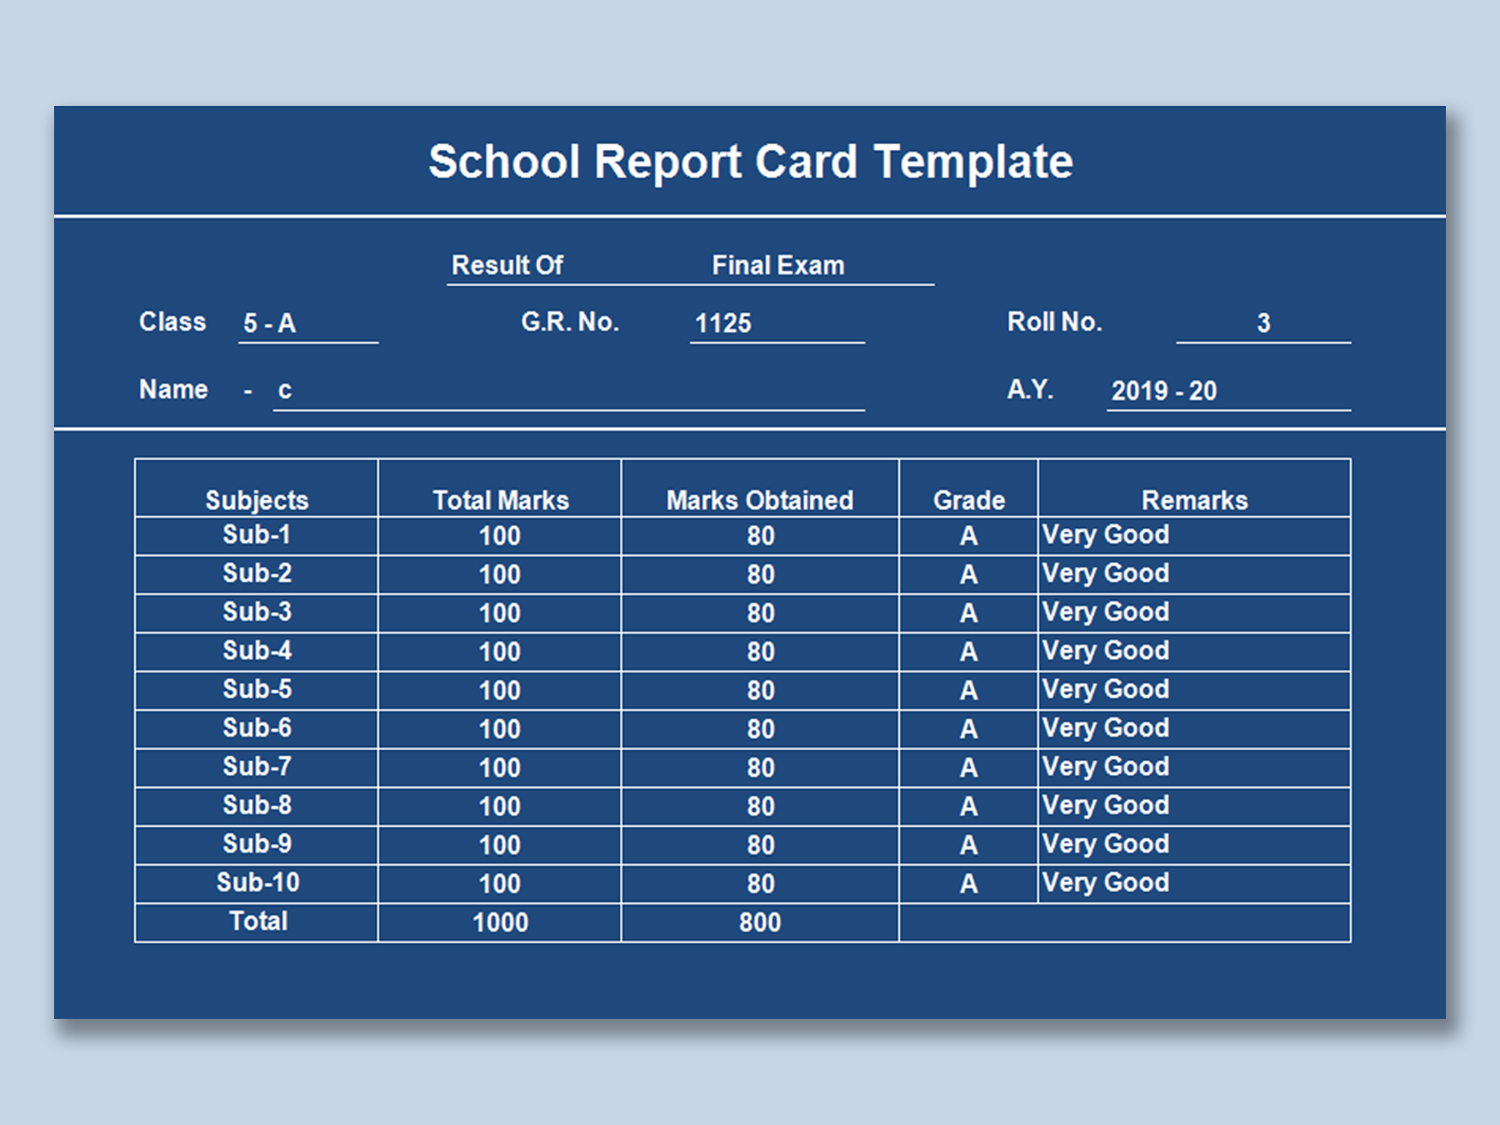 School Report Card Template
Result Of Final Exam
Class 5 - A G.R. No. 1125 Roll No. 3
Name - c A.Y. 2019 - 20
Subjects Total Marks Marks Obtained Grade Remarks
Sub-1 100 80 A Very Good
Sub-2 100 80 A Very Good
Sub-3 100 80 A Very Good
Sub-4 100 80 A Very Good
Sub-5 100 80 A Very Good
Sub-6 100 80 A Very Good
Sub-7 100 80 A Very Good
Sub-8 100 80 A Very Good
Sub-9 100 80 A Very Good
Sub-10 100 80 A Very Good
Total 1000 800